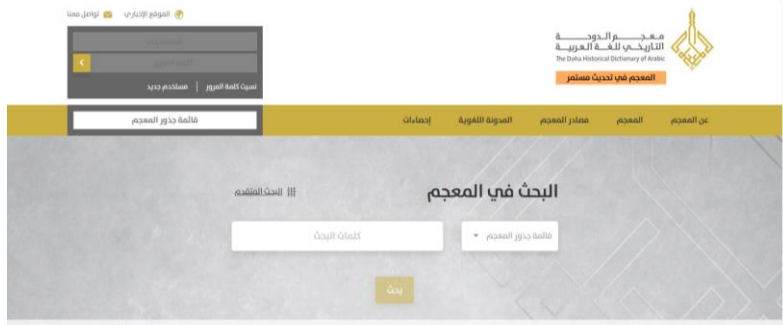 الموقع الإخباري
تواصل معنا
معجم الدوحة
التاريخي للغة العربية
The Doha Historical Dictionary of Arabic
المعجم في تحديث مستمر
نسيت كلمة المرور | مستخدم جديد
عن المعجم
المعجم
مصادر المعجم
المدونة اللغوية
إحصاءات
قائمة جذور المعجم
البحث في المعجم
البحث المتقدم
قائمة جذور المعجم
كلمات البحث
بحث